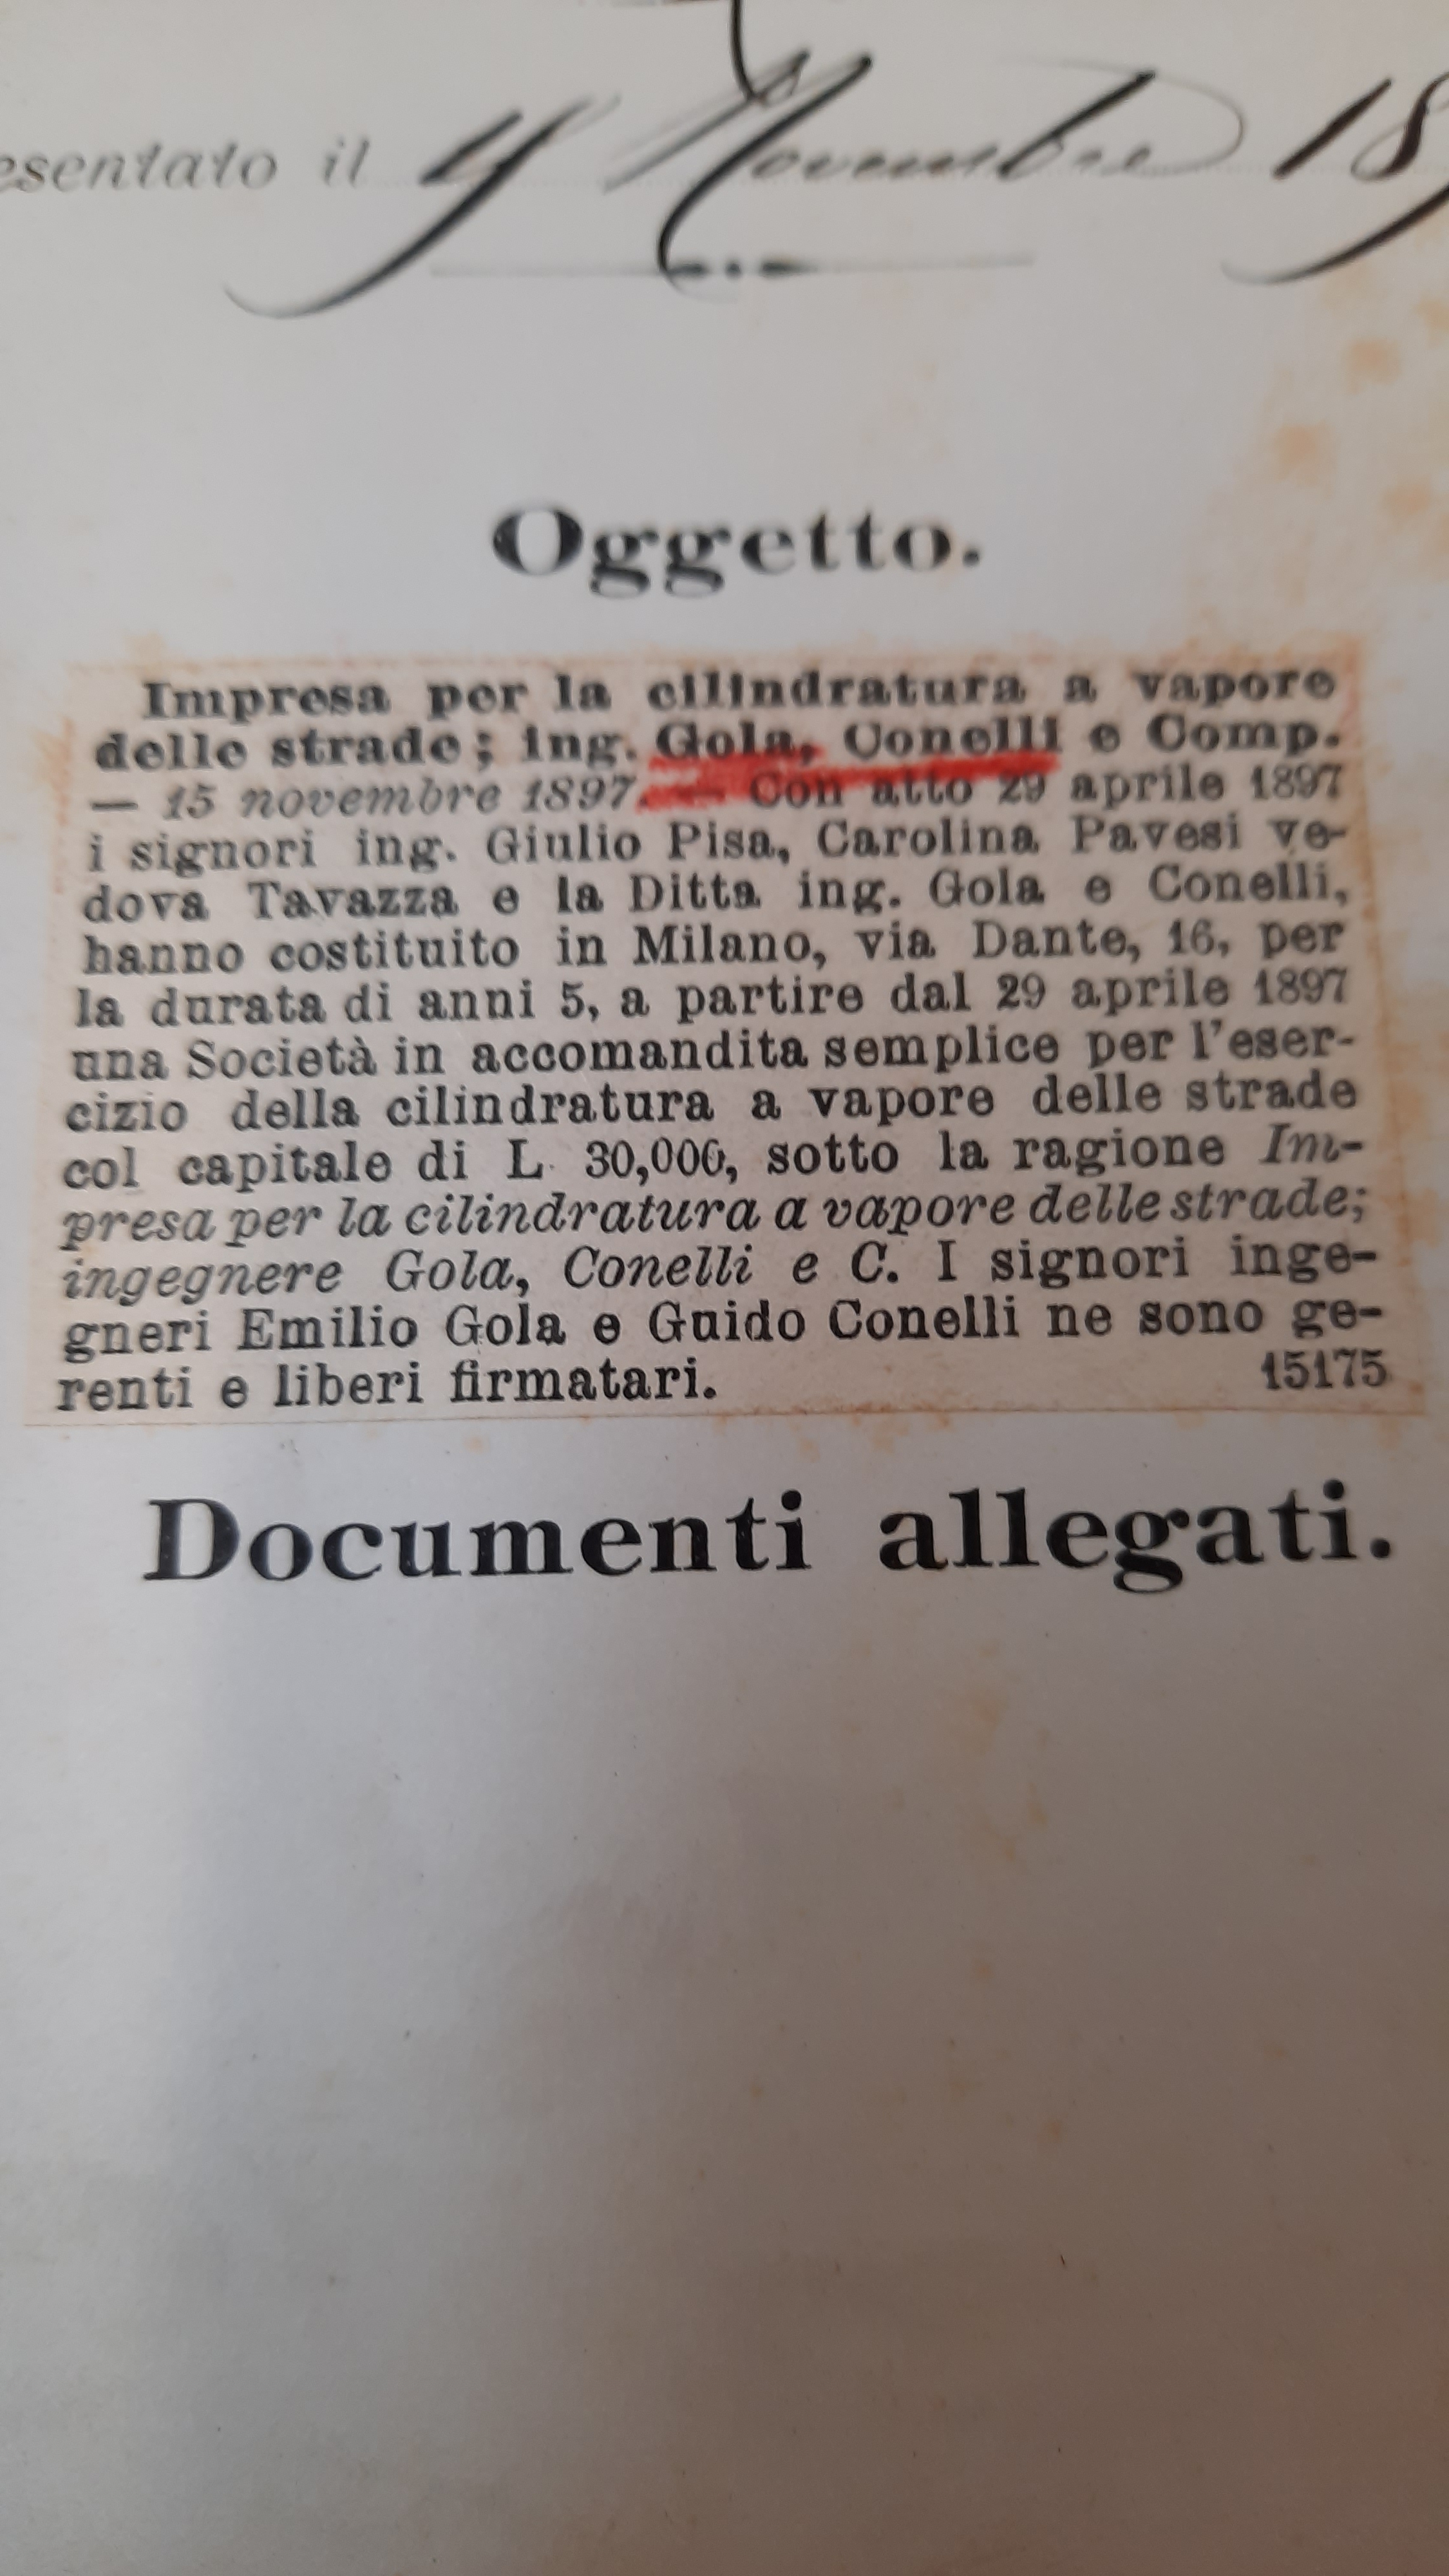 esentato il 4 Novembre 189
Oggetto.
Impresa per la cilindratura a vapore
delle strade; ing. Gola, Conelli e Comp.
— 15 novembre 1897. — Con atto 29 aprile 1897
i signori ing. Giulio Pisa, Carolina Pavesi ve-
dova Tavazza e la Ditta ing. Gola e Conelli,
hanno costituito in Milano, via Dante, 16, per
la durata di anni 5, a partire dal 29 aprile 1897
una Società in accomandita semplice per l'eser-
cizio della cilindratura a vapore delle strade
col capitale di L. 30,000, sotto la ragione Im-
presa per la cilindratura a vapore delle strade;
ingegnere Gola, Conelli e C. I signori inge-
gneri Emilio Gola e Guido Conelli ne sono ge-
renti e liberi firmatari. 15175
Documenti allegati.